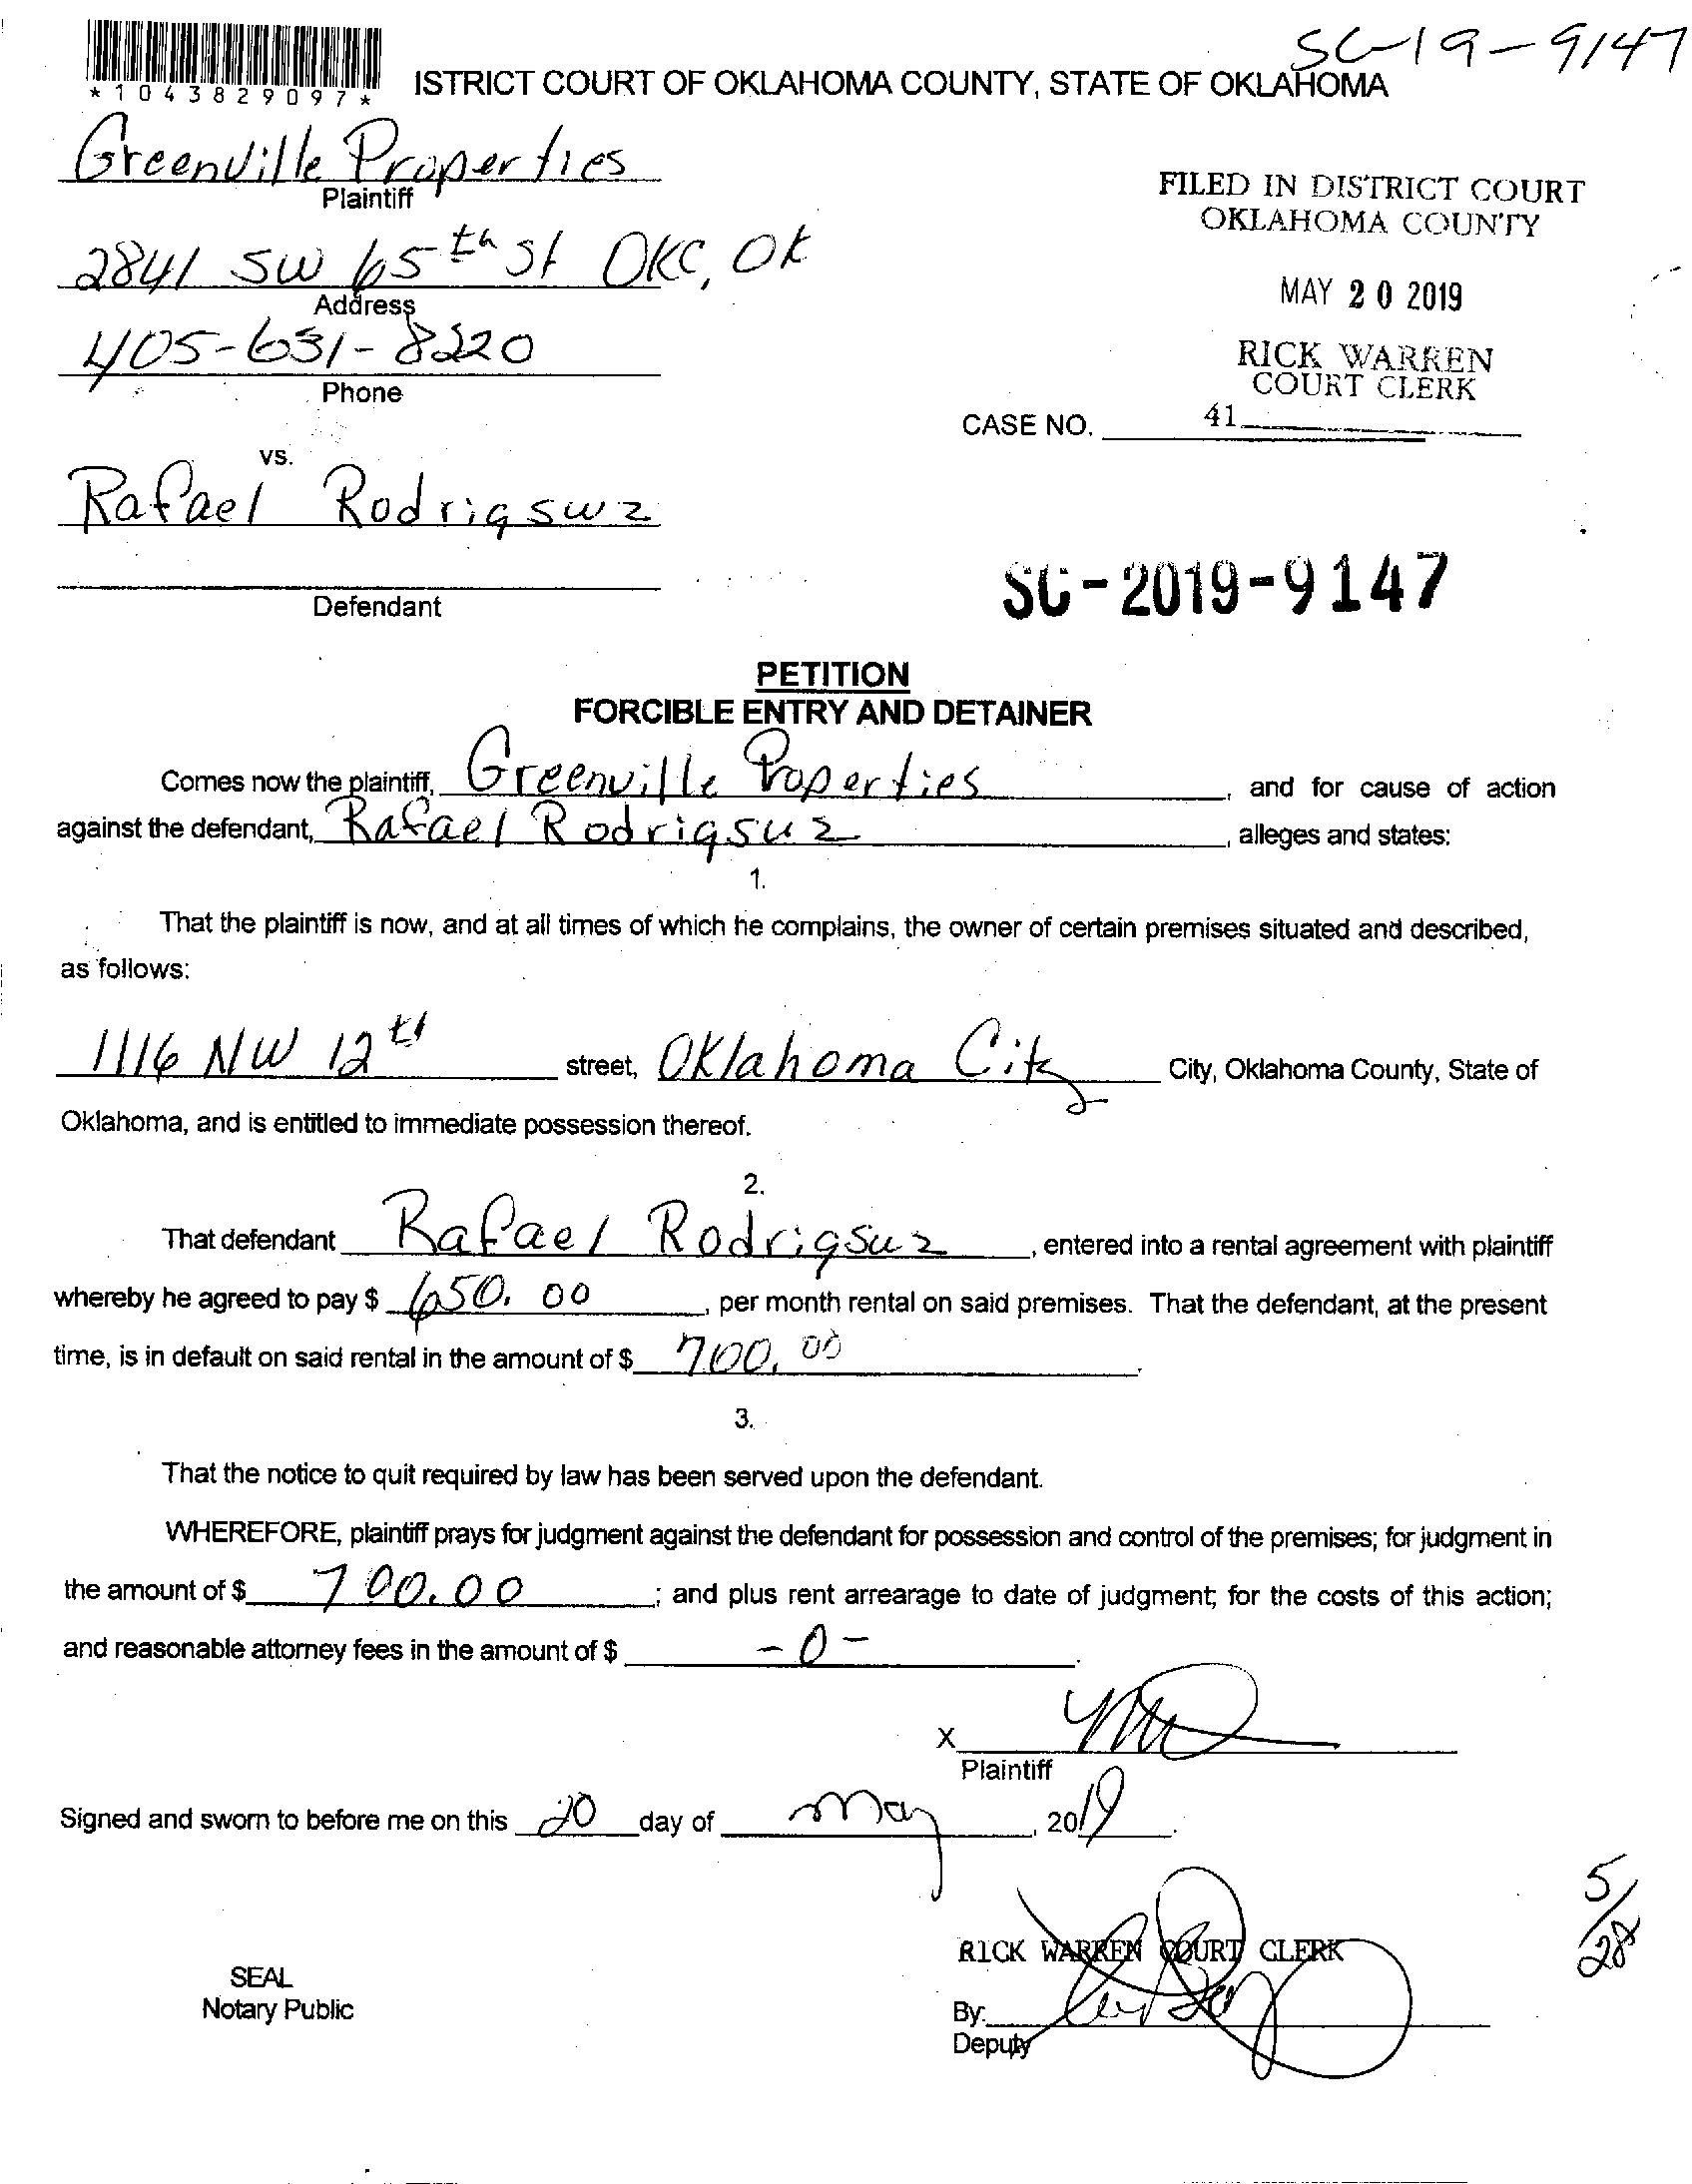 SC-19-9147
*1043829097*
ISTRICT COURT OF OKLAHOMA COUNTY, STATE OF OKLAHOMA
Greenville Properties
Plaintiff
FILED IN DISTRICT COURT
OKLAHOMA COUNTY
2841 SW 65th St OKC, OK
Address
MAY 20 2019
405-631-8220
Phone
RICK WARREN
COURT CLERK
CASE NO. 41
vs.
Rafael Rodrigsuz
Defendant
SC-2019-9147
PETITION
FORCIBLE ENTRY AND DETAINER
Comes now the plaintiff, Greenville Properties, and for cause of action
against the defendant, Rafael Rodrigsuz, alleges and states:
1.
That the plaintiff is now, and at all times of which he complains, the owner of certain premises situated and described,
as follows:
1116 NW 12th street, Oklahoma City City, Oklahoma County, State of
Oklahoma, and is entitled to immediate possession thereof.
2.
That defendant Rafael Rodrigsuz, entered into a rental agreement with plaintiff
whereby he agreed to pay $ 650.00, per month rental on said premises. That the defendant, at the present
time, is in default on said rental in the amount of $ 700.00.
3.
That the notice to quit required by law has been served upon the defendant.
WHEREFORE, plaintiff prays for judgment against the defendant for possession and control of the premises; for judgment in
the amount of $ 700.00; and plus rent arrearage to date of judgment; for the costs of this action;
and reasonable attorney fees in the amount of $ -0-.
X
Plaintiff
Signed and sworn to before me on this 20 day of May, 2019.
5/28
RICK WARREN COURT CLERK
SEAL
Notary Public
By:
Deputy